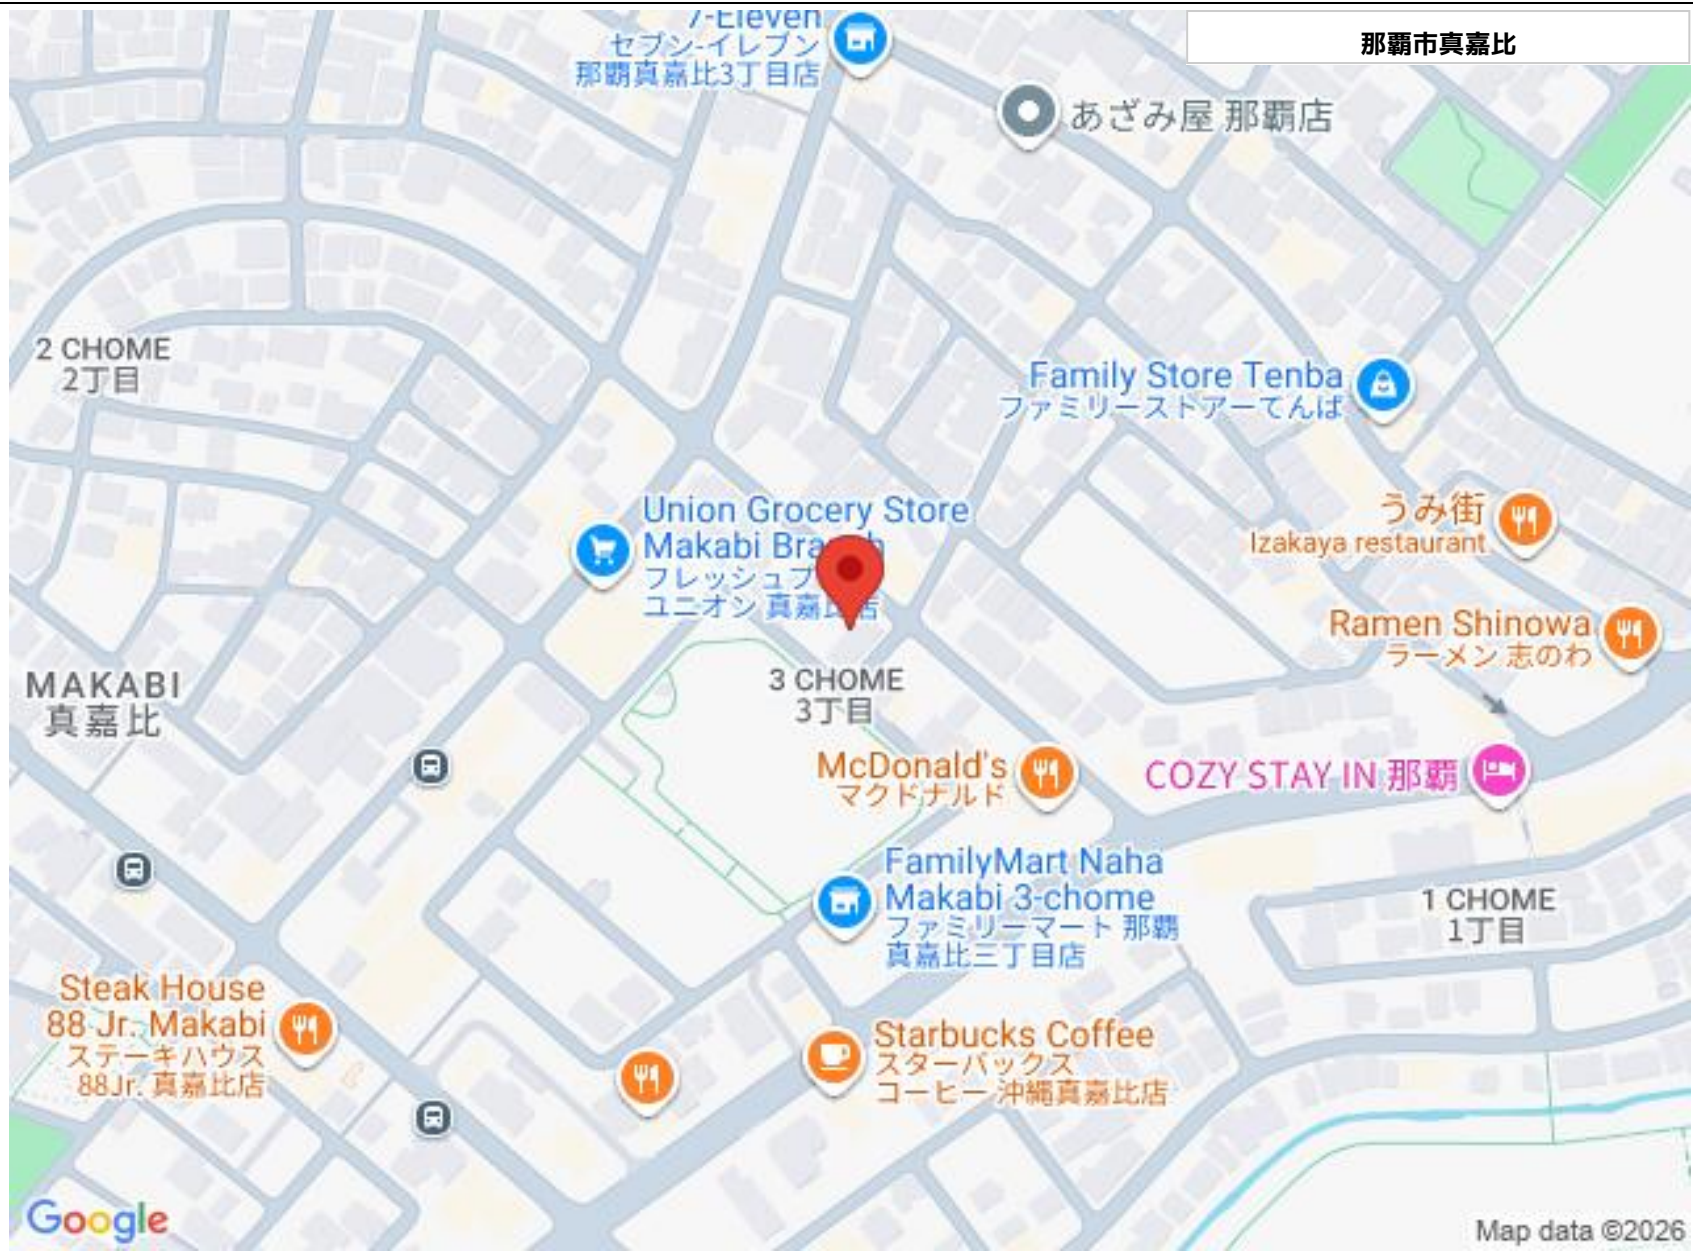 7-Eleven
セブン-イレブン
那覇真嘉比3丁目店
那覇市真嘉比
あざみ屋 那覇店
2 CHOME
2丁目
Family Store Tenba
ファミリーストアーてんば
Union Grocery Store
Makabi Branch
フレッシュプ
ユニオン 真嘉比店
うみ街
Izakaya restaurant
Ramen Shinowa
ラーメン 志のわ
MAKABI
真嘉比
3 CHOME
3丁目
McDonald's
マクドナルド
COZY STAY IN 那覇
FamilyMart Naha
Makabi 3-chome
ファミリーマート 那覇
真嘉比三丁目店
1 CHOME
1丁目
Steak House
88 Jr. Makabi
ステーキハウス
88Jr. 真嘉比店
Starbucks Coffee
スターバックス
コーヒー 沖縄真嘉比店
Google
Map data ©2026